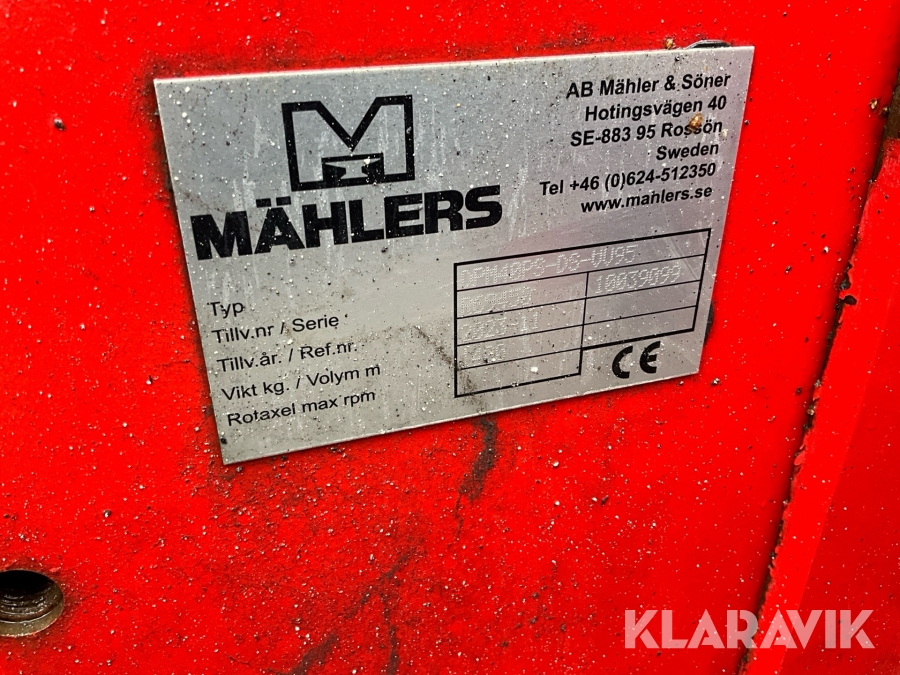 MÄHLERS
AB Mähler & Söner
Hotingsvägen 40
SE-883 95 Rossön
Sweden
Tel +46 (0)624-512350
www.mahlers.se
Typ
Tillv.nr / Serie
10039099
Tillv.år. / Ref.nr.
Vikt kg. / Volym m
Rotaxel max rpm
CE
KLARAVIK